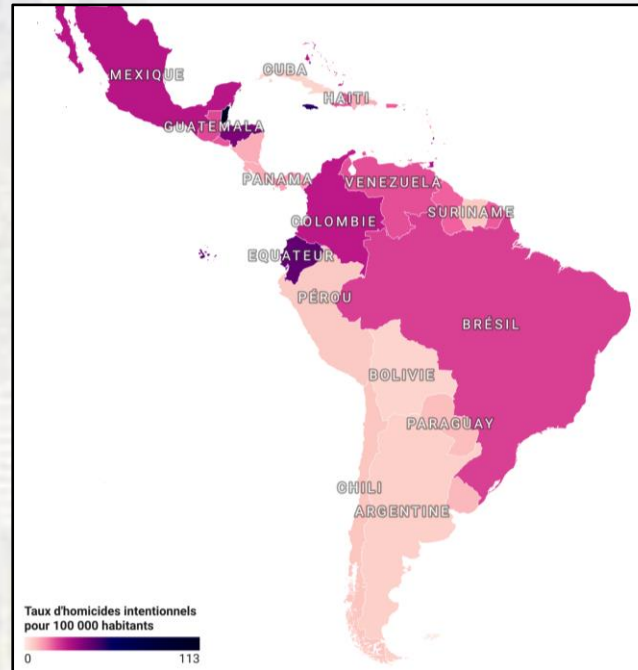 CUBA
MEXIQUE
HAITI
GUATEMALA
PANAMA
VENEZUELA
SURINAME
COLOMBIE
EQUATEUR
PÉROU
BRÉSIL
BOLIVIE
PARAGUAY
CHILI
ARGENTINE
Taux d'homicides intentionnels
pour 100 000 habitants
0 113